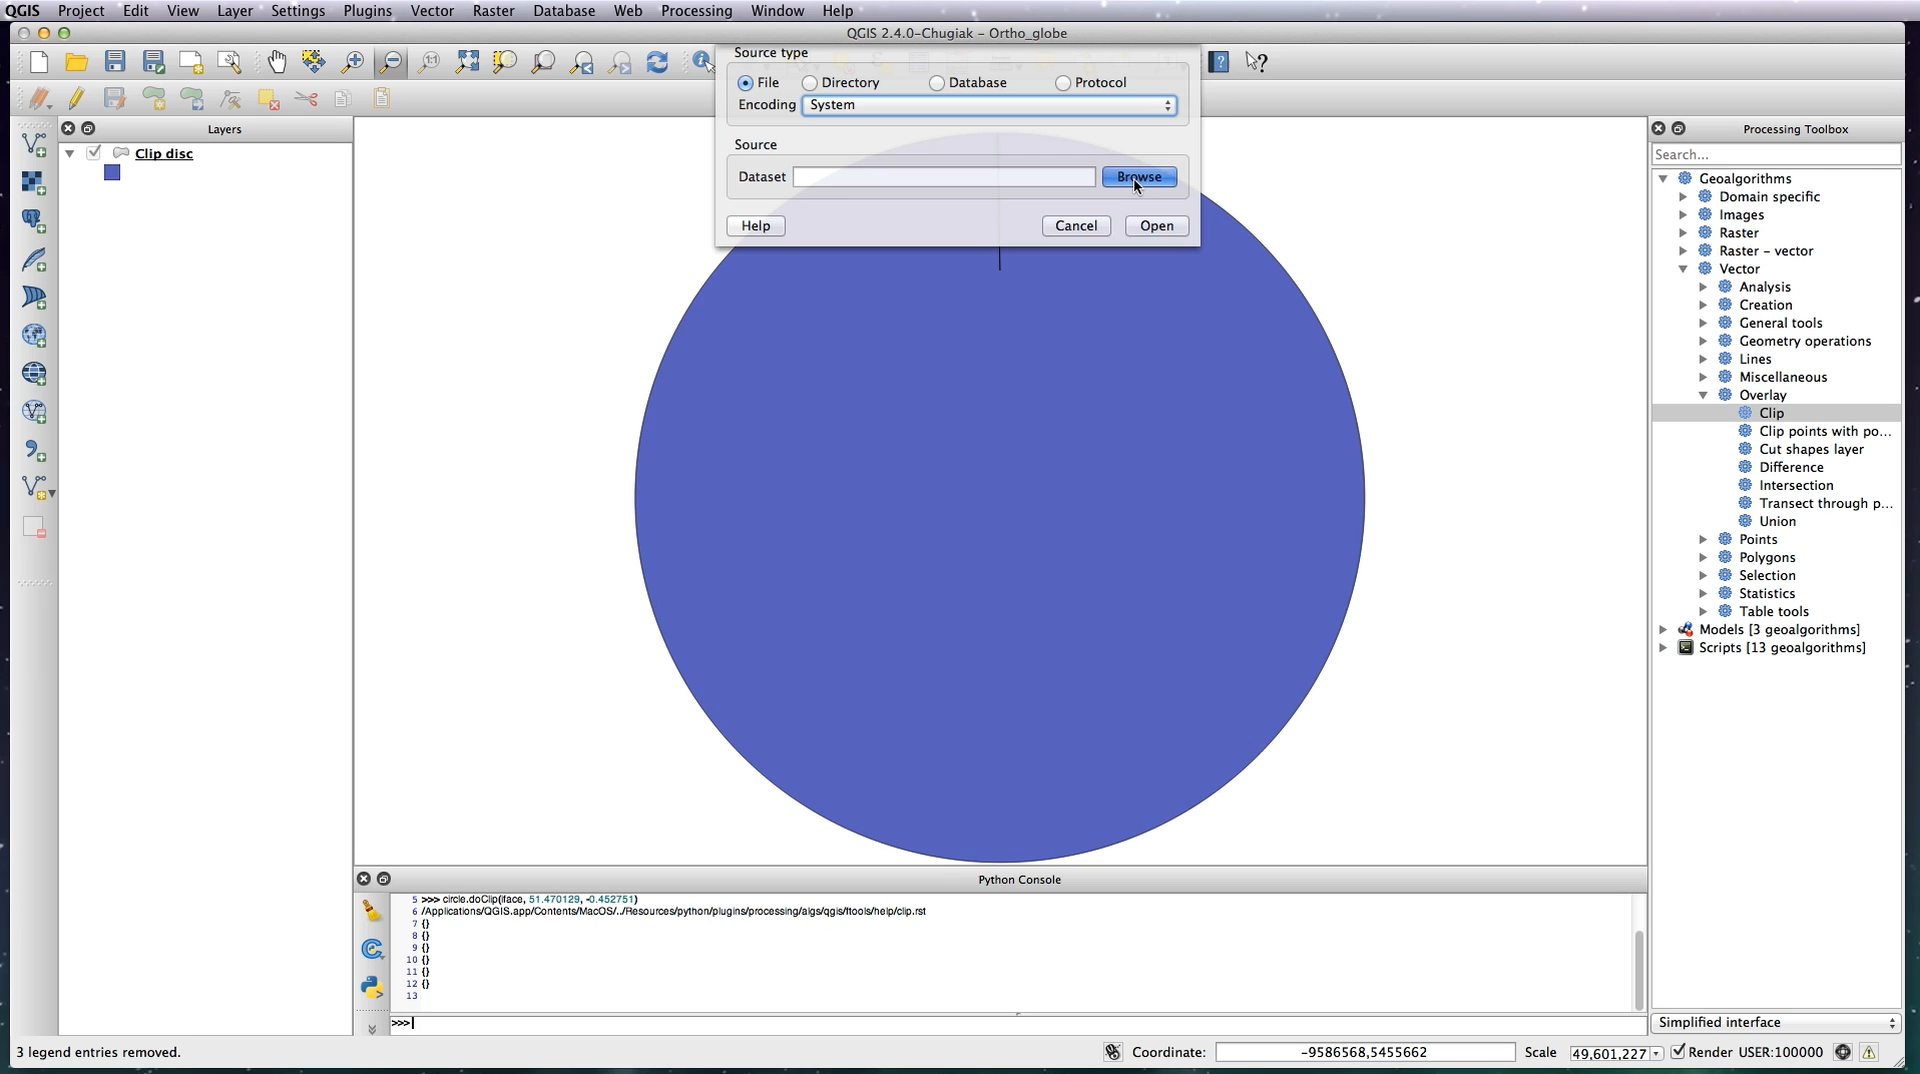 QGIS Project Edit View Layer Settings Plugins Vector Raster Database Web Processing Window Help
QGIS 2.4.0-Chugiak - Ortho_globe
Source type
File Directory Database Protocol
Encoding System
Source
Dataset Browse
Help Cancel Open
Layers
Clip disc
Processing Toolbox
Search...
Geoalgorithms
Domain specific
Images
Raster
Raster - vector
Vector
Analysis
Creation
General tools
Geometry operations
Lines
Miscellaneous
Overlay
Clip
Clip points with po...
Cut shapes layer
Difference
Intersection
Transect through p...
Union
Points
Polygons
Selection
Statistics
Table tools
Models [3 geoalgorithms]
Scripts [13 geoalgorithms]
Simplified interface
Python Console
5 >>> circle.doClip(iface, 51.470129, -0.452751)
6 /Applications/QGIS.app/Contents/MacOS/../Resources/python/plugins/processing/algs/qgis/ftools/help/clip.rst
7 {}
8 {}
9 {}
10 {}
11 {}
12 {}
13
>>>
3 legend entries removed.
Coordinate: -9586568,5455662 Scale 49,601,227 Render USER:100000